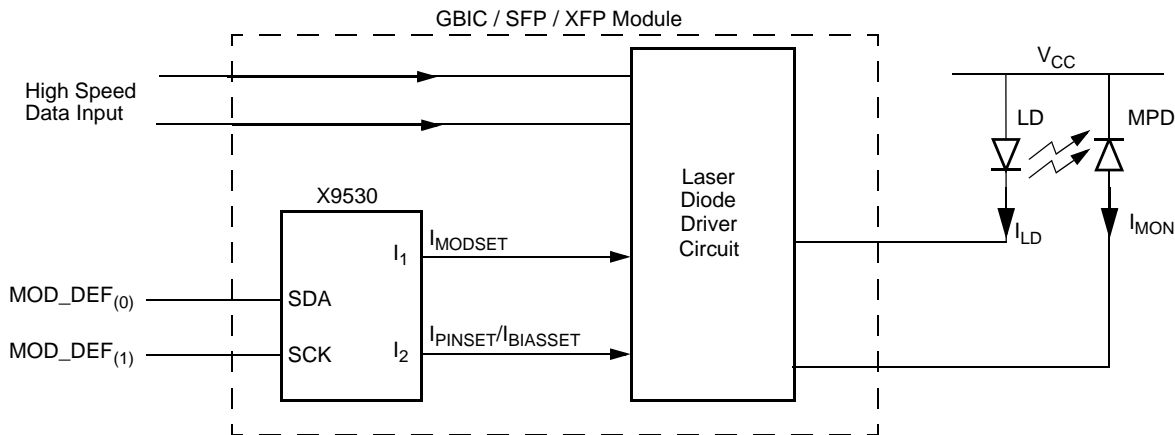 GBIC / SFP / XFP Module
High Speed
Data Input
VCC
LD
MPD
X9530
Laser
Diode
Driver
Circuit
I1
IMODSET
ILD
IMON
MOD_DEF(0)
SDA
MOD_DEF(1)
SCK
I2
IPINSET/IBIASSET